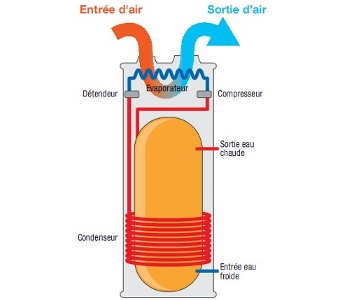 Entrée d'air
Sortie d'air
Evaporateur
Détendeur
Compresseur
Sortie eau
chaude
Condenseur
Entrée eau
froide